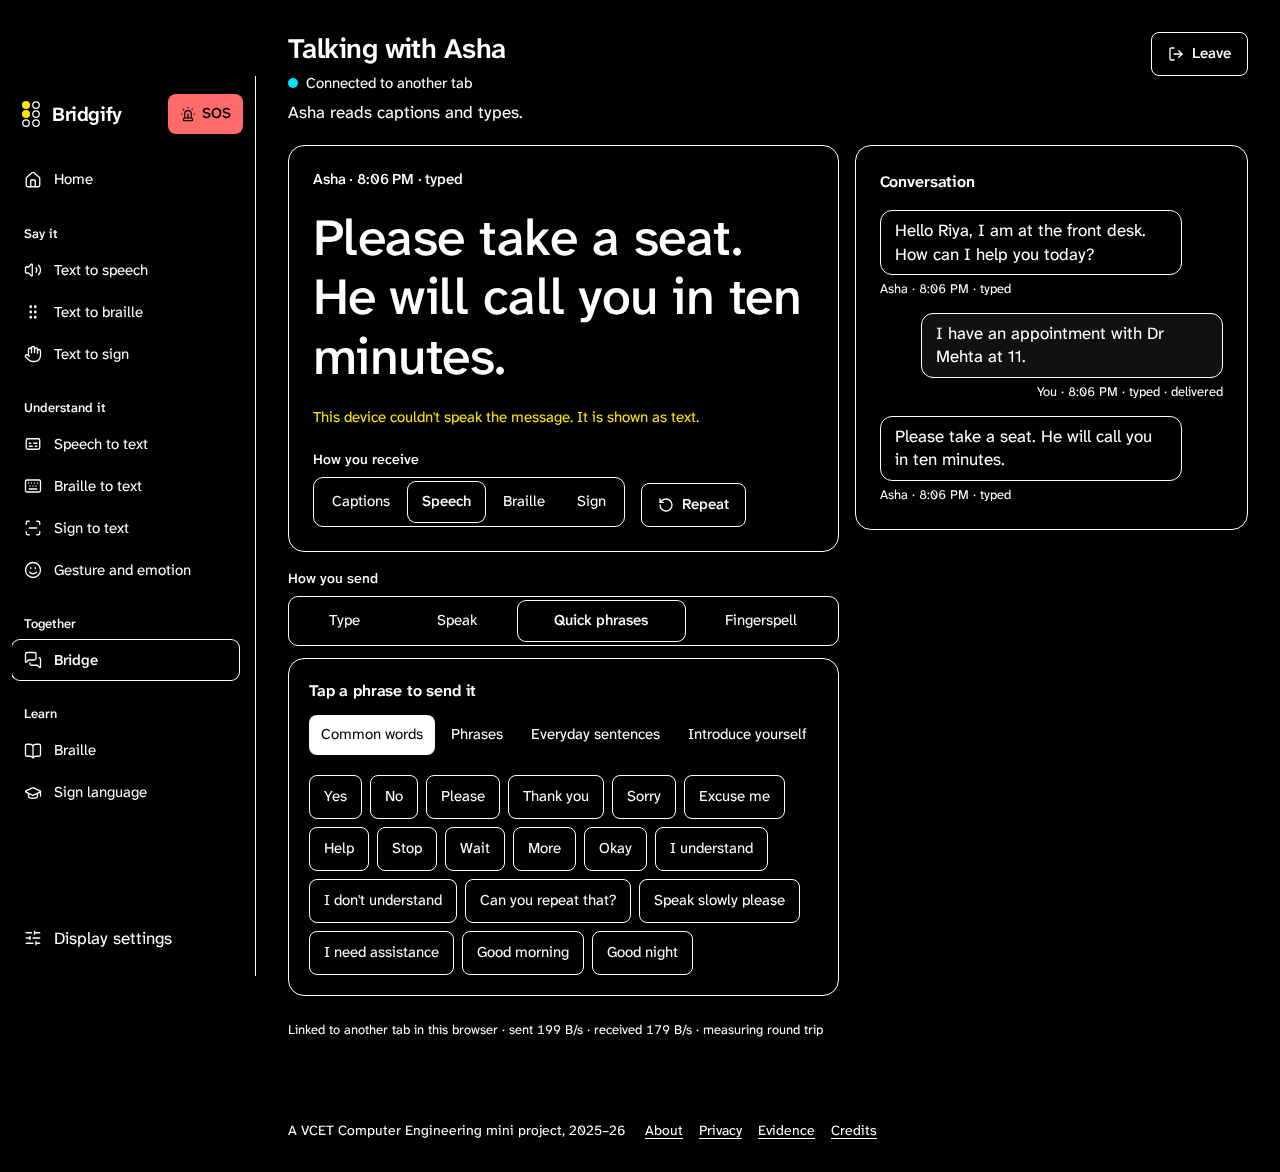 Bridgify
SOS
Home
Say it
Text to speech
Text to braille
Text to sign
Understand it
Speech to text
Braille to text
Sign to text
Gesture and emotion
Together
Bridge
Learn
Braille
Sign language
Display settings
Talking with Asha
Connected to another tab
Asha reads captions and types.
Leave
Asha · 8:06 PM · typed
Please take a seat.
He will call you in ten
minutes.
This device couldn't speak the message. It is shown as text.
How you receive
Captions Speech Braille Sign
Repeat
How you send
Type Speak Quick phrases Fingerspell
Tap a phrase to send it
Common words Phrases Everyday sentences Introduce yourself
Yes No Please Thank you Sorry Excuse me
Help Stop Wait More Okay I understand
I don't understand Can you repeat that? Speak slowly please
I need assistance Good morning Good night
Linked to another tab in this browser · sent 199 B/s · received 179 B/s · measuring round trip
Conversation
Hello Riya, I am at the front desk.
How can I help you today?
Asha · 8:06 PM · typed
I have an appointment with Dr
Mehta at 11.
You · 8:06 PM · typed · delivered
Please take a seat. He will call you
in ten minutes.
Asha · 8:06 PM · typed
A VCET Computer Engineering mini project, 2025–26 About Privacy Evidence Credits